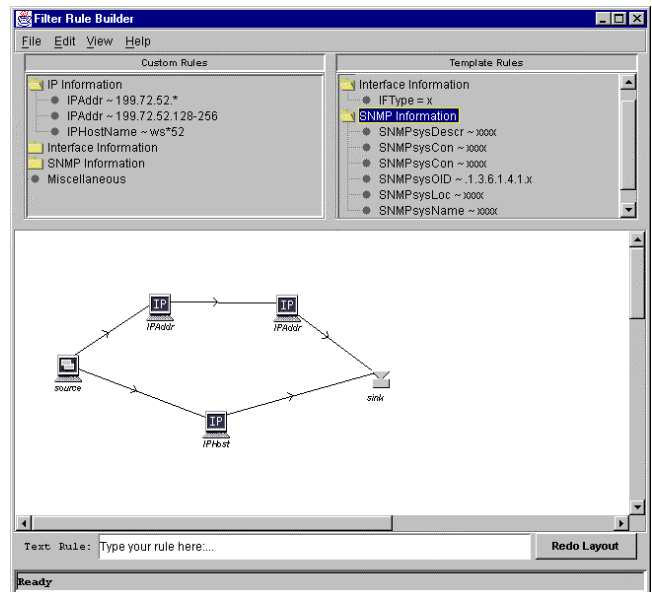 Filter Rule Builder
File Edit View Help
Custom Rules
IP Information
IPAddr ~ 199.72.52.*
IPAddr ~ 199.72.52.128-256
IPHostName ~ ws*52
Interface Information
SNMP Information
Miscellaneous
Template Rules
Interface Information
IFType = x
SNMP Information
SNMPsysDescr ~ xxxx
SNMPsysCon ~ xxxx
SNMPsysCon ~ xxxx
SNMPsysOID ~ .1.3.6.1.4.1.x
SNMPsysLoc ~ xxxx
SNMPsysName ~ xxxx
IP
IPAddr
IP
IPAddr
source
sink
IP
IPHost
Text Rule: Type your rule here:...
Redo Layout
Ready